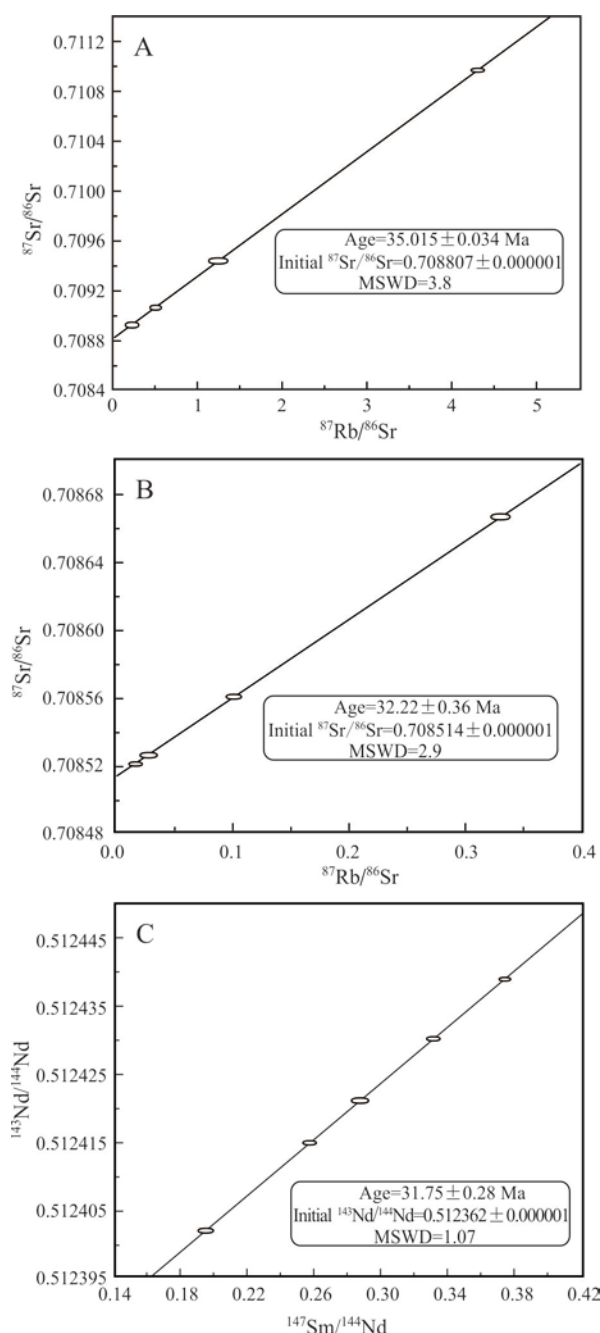 A
0.7112
0.7108
0.7104
0.7100
0.7096
0.7092
0.7088
0.7084
⁸⁷Sr/⁸⁶Sr
Age=35.015±0.034 Ma
Initial ⁸⁷Sr/⁸⁶Sr=0.708807±0.000001
MSWD=3.8
0 1 2 3 4 5
⁸⁷Rb/⁸⁶Sr
B
0.70868
0.70864
0.70860
0.70856
0.70852
0.70848
⁸⁷Sr/⁸⁶Sr
Age=32.22±0.36 Ma
Initial ⁸⁷Sr/⁸⁶Sr=0.708514±0.000001
MSWD=2.9
0.0 0.1 0.2 0.3 0.4
⁸⁷Rb/⁸⁶Sr
C
0.512445
0.512435
0.512425
0.512415
0.512405
0.512395
¹⁴³Nd/¹⁴⁴Nd
Age=31.75±0.28 Ma
Initial ¹⁴³Nd/¹⁴⁴Nd=0.512362±0.000001
MSWD=1.07
0.14 0.18 0.22 0.26 0.30 0.34 0.38 0.42
¹⁴⁷Sm/¹⁴⁴Nd